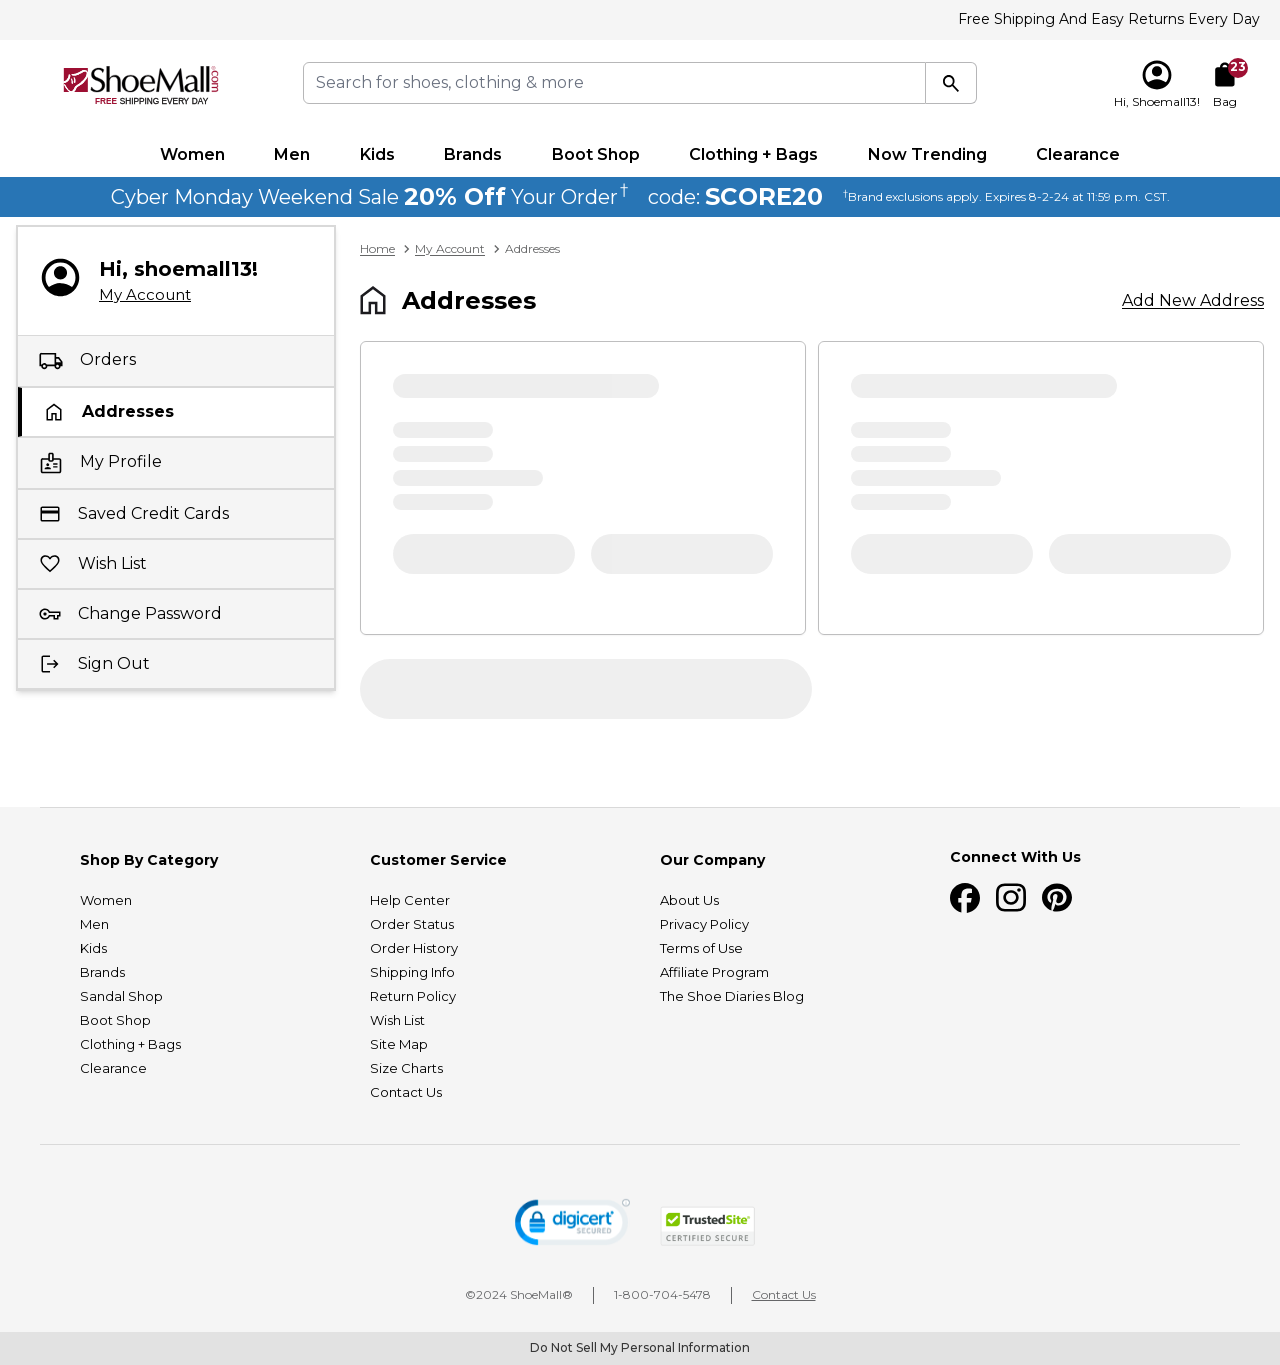 Free Shipping And Easy Returns Every Day
ShoeMall®.com
FREE SHIPPING EVERY DAY
Search for shoes, clothing & more
23
Hi, Shoemall13!
Bag
Women Men Kids Brands Boot Shop Clothing + Bags Now Trending Clearance
Cyber Monday Weekend Sale 20% Off Your Order† code: SCORE20 †Brand exclusions apply. Expires 8-2-24 at 11:59 p.m. CST.
Hi, shoemall13!
My Account
Orders
Addresses
My Profile
Saved Credit Cards
Wish List
Change Password
Sign Out
Home > My Account > Addresses
Addresses
Add New Address
Shop By Category
Women
Men
Kids
Brands
Sandal Shop
Boot Shop
Clothing + Bags
Clearance
Customer Service
Help Center
Order Status
Order History
Shipping Info
Return Policy
Wish List
Site Map
Size Charts
Contact Us
Our Company
About Us
Privacy Policy
Terms of Use
Affiliate Program
The Shoe Diaries Blog
Connect With Us
digicert
SECURED
TrustedSite
CERTIFIED SECURE
©2024 ShoeMall® | 1-800-704-5478 | Contact Us
Do Not Sell My Personal Information